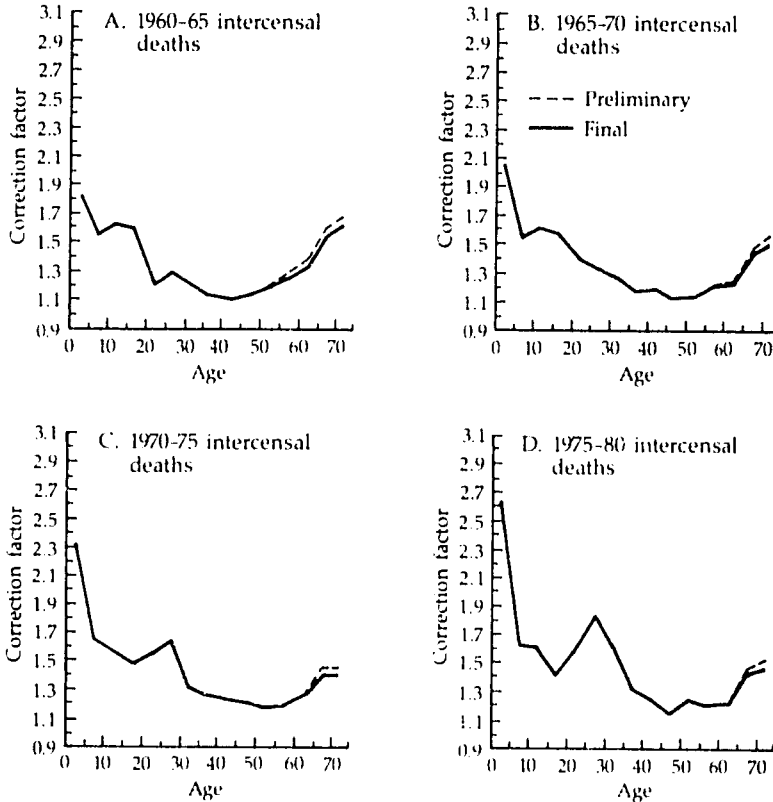 A. 1960-65 intercensal
deaths
3.1
2.9
2.7
2.5
2.3
2.1
1.9
1.7
1.5
1.3
1.1
0.9
Correction factor
0 10 20 30 40 50 60 70
Age
B. 1965-70 intercensal
deaths
Preliminary
Final
3.1
2.9
2.7
2.5
2.3
2.1
1.9
1.7
1.5
1.3
1.1
0.9
Correction factor
0 10 20 30 40 50 60 70
Age
C. 1970-75 intercensal
deaths
3.1
2.9
2.7
2.5
2.3
2.1
1.9
1.7
1.5
1.3
1.1
0.9
Correction factor
0 10 20 30 40 50 60 70
Age
D. 1975-80 intercensal
deaths
3.1
2.9
2.7
2.5
2.3
2.1
1.9
1.7
1.5
1.3
1.1
0.9
Correction factor
0 10 20 30 40 50 60 70
Age